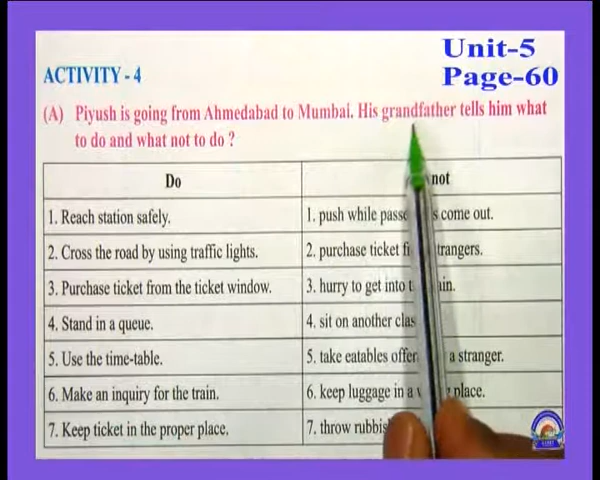 Unit-5
Page-60
ACTIVITY - 4
(A) Piyush is going from Ahmedabad to Mumbai. His grandfather tells him what
to do and what not to do ?
Do
not
1. Reach station safely.
1. push while come out.
2. Cross the road by using traffic lights.
2. purchase ticket
3. Purchase ticket from the ticket window.
3. hurry to get into
4. Stand in a queue.
4. sit on another
5. Use the time-table.
5. take eatables a stranger.
6. Make an inquiry for the train.
6. keep luggage in a place.
7. Keep ticket in the proper place.
7. throw